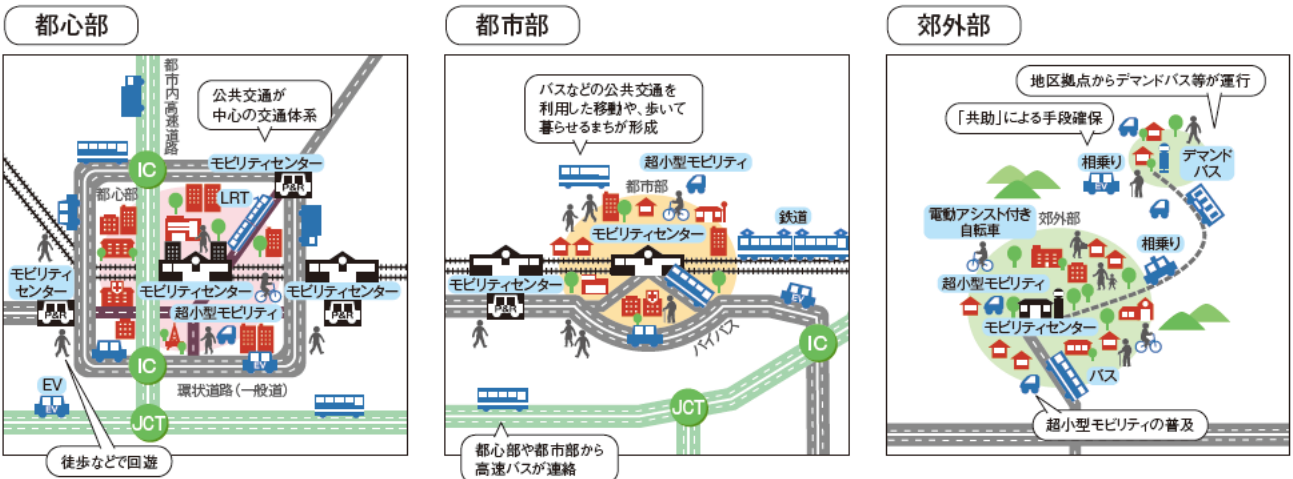 都心部
都市内高速道路
公共交通が
中心の交通体系
IC
モビリティセンター
P&R
都心部
LRT
モビリティ
センター
P&R
モビリティセンター
モビリティセンター
P&R
超小型モビリティ
EV
IC
環状道路（一般道）
EV
EV
JCT
徒歩などで回遊
都市部
バスなどの公共交通を
利用した移動や、歩いて
暮らせるまちが形成
超小型モビリティ
都市部
鉄道
モビリティセンター
モビリティセンター
P&R
EV
バイパス
IC
JCT
都心部や都市部から
高速バスが連絡
郊外部
地区拠点からデマンドバス等が運行
「共助」による手段確保
相乗り
EV
デマンド
バス
電動アシスト付き
自転車
郊外部
相乗り
超小型モビリティ
モビリティセンター
バス
超小型モビリティの普及